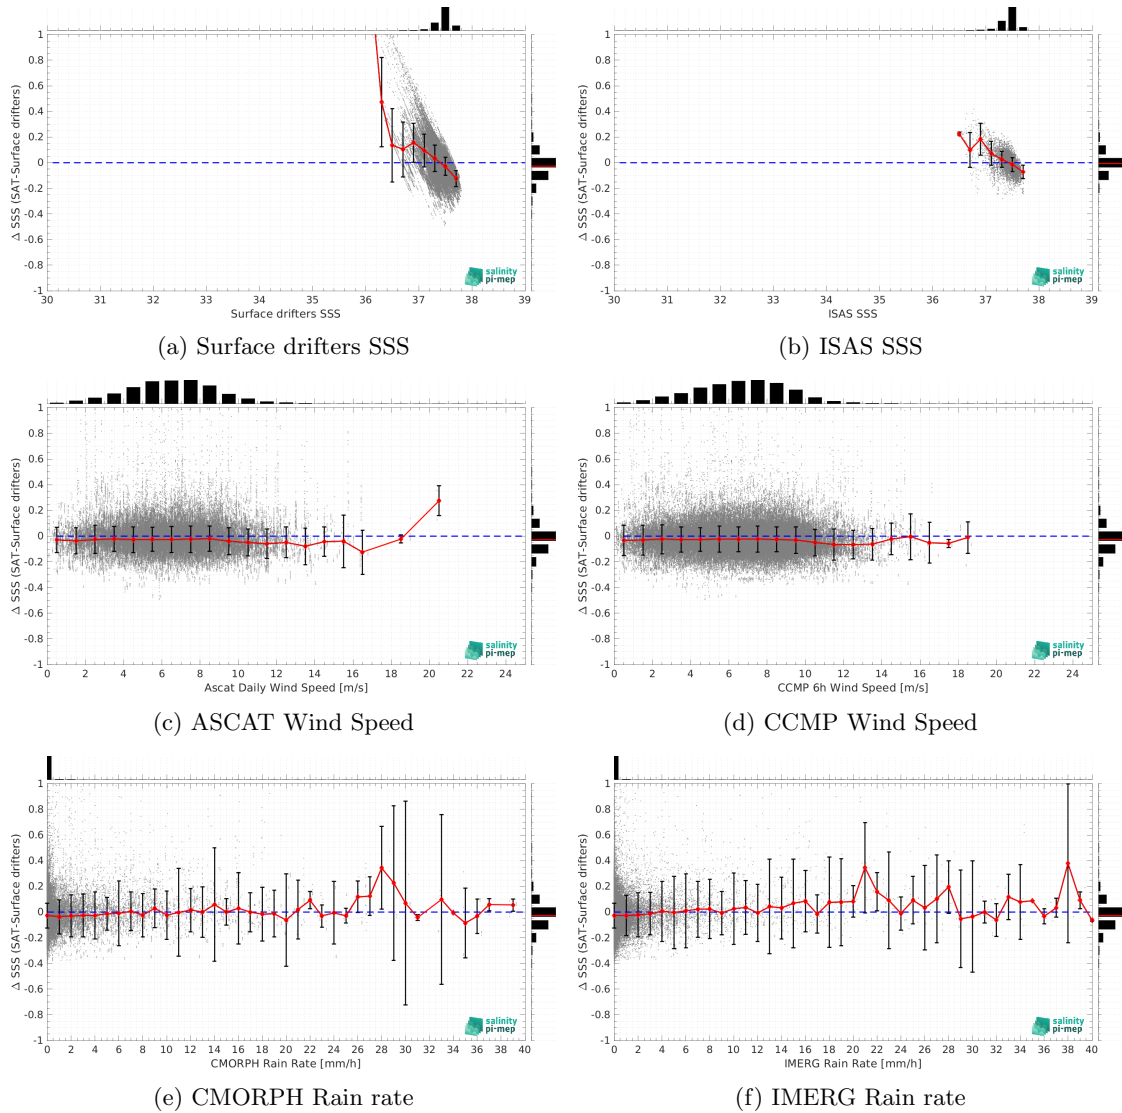 1
0.8
0.6
0.4
0.2
0
-0.2
-0.4
-0.6
-0.8
-1
Δ SSS (SAT-Surface drifters)
30 31 32 33 34 35 36 37 38 39
Surface drifters SSS
salinity
pi-mep
(a) Surface drifters SSS
1
0.8
0.6
0.4
0.2
0
-0.2
-0.4
-0.6
-0.8
-1
Δ SSS (SAT-Surface drifters)
30 31 32 33 34 35 36 37 38 39
ISAS SSS
salinity
pi-mep
(b) ISAS SSS
1
0.8
0.6
0.4
0.2
0
-0.2
-0.4
-0.6
-0.8
-1
Δ SSS (SAT-Surface drifters)
0 2 4 6 8 10 12 14 16 18 20 22 24
Ascat Daily Wind Speed [m/s]
salinity
pi-mep
(c) ASCAT Wind Speed
1
0.8
0.6
0.4
0.2
0
-0.2
-0.4
-0.6
-0.8
-1
Δ SSS (SAT-Surface drifters)
0 2 4 6 8 10 12 14 16 18 20 22 24
CCMP 6h Wind Speed [m/s]
salinity
pi-mep
(d) CCMP Wind Speed
1
0.8
0.6
0.4
0.2
0
-0.2
-0.4
-0.6
-0.8
-1
Δ SSS (SAT-Surface drifters)
0 2 4 6 8 10 12 14 16 18 20 22 24 26 28 30 32 34 36 38 40
CMORPH Rain Rate [mm/h]
salinity
pi-mep
(e) CMORPH Rain rate
1
0.8
0.6
0.4
0.2
0
-0.2
-0.4
-0.6
-0.8
-1
Δ SSS (SAT-Surface drifters)
0 2 4 6 8 10 12 14 16 18 20 22 24 26 28 30 32 34 36 38 40
IMERG Rain Rate [mm/h]
salinity
pi-mep
(f) IMERG Rain rate